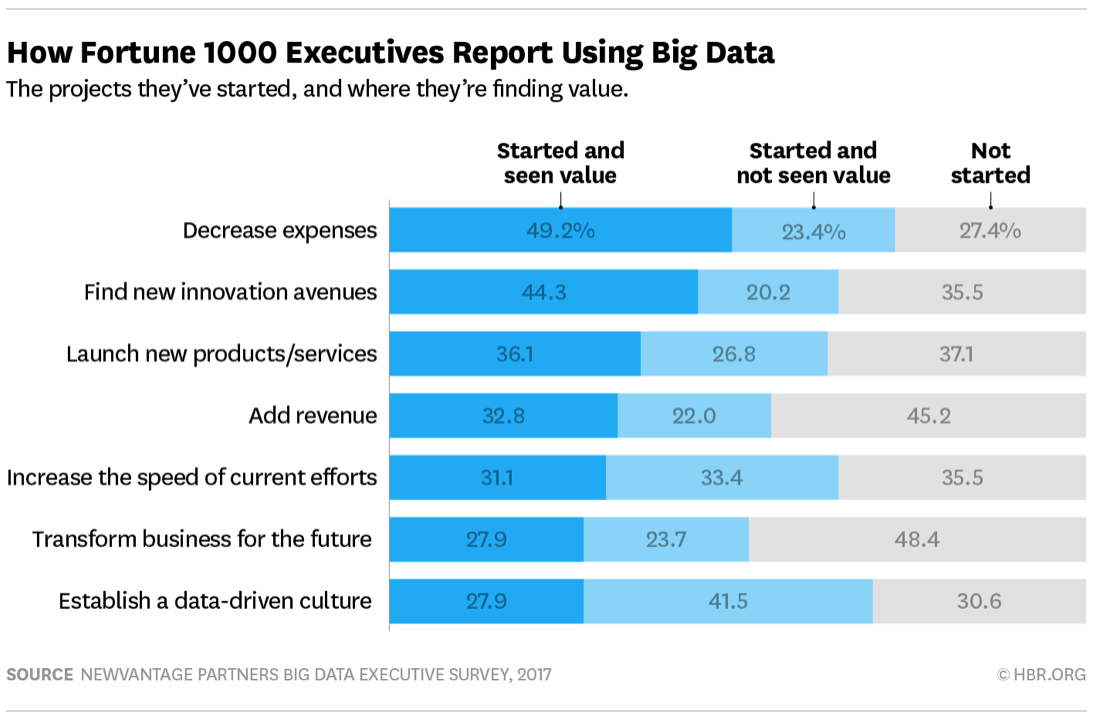 How Fortune 1000 Executives Report Using Big Data
The projects they’ve started, and where they’re finding value.
Started and seen value
Started and not seen value
Not started
Decrease expenses 49.2% 23.4% 27.4%
Find new innovation avenues 44.3 20.2 35.5
Launch new products/services 36.1 26.8 37.1
Add revenue 32.8 22.0 45.2
Increase the speed of current efforts 31.1 33.4 35.5
Transform business for the future 27.9 23.7 48.4
Establish a data-driven culture 27.9 41.5 30.6
SOURCE NEWVANTAGE PARTNERS BIG DATA EXECUTIVE SURVEY, 2017
© HBR.ORG